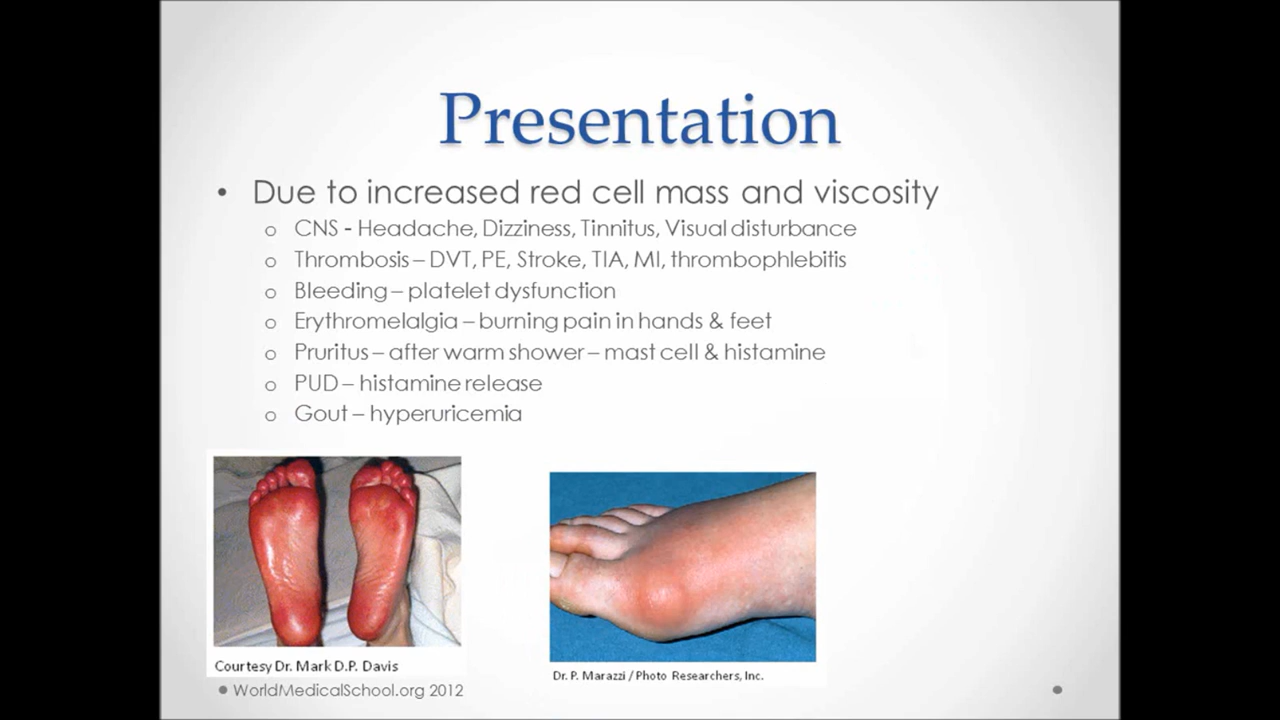 Presentation
• Due to increased red cell mass and viscosity
o CNS - Headache, Dizziness, Tinnitus, Visual disturbance
o Thrombosis – DVT, PE, Stroke, TIA, MI, thrombophlebitis
o Bleeding – platelet dysfunction
o Erythromelalgia – burning pain in hands & feet
o Pruritus – after warm shower – mast cell & histamine
o PUD – histamine release
o Gout – hyperuricemia
Courtesy Dr. Mark D.P. Davis
Dr. P. Marazzi / Photo Researchers, Inc.
WorldMedicalSchool.org 2012